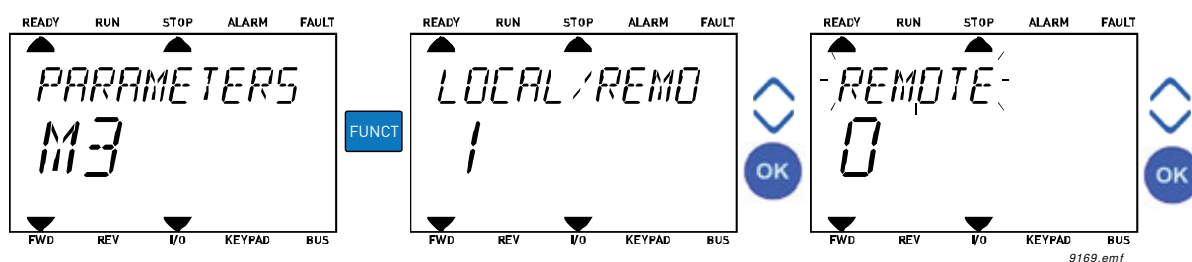 READY RUN STOP ALARM FAULT
PARAMETERS
M3
FWD REV I/O KEYPAD BUS
FUNCT
READY RUN STOP ALARM FAULT
LOCAL/REMO
1
FWD REV I/O KEYPAD BUS
OK
READY RUN STOP ALARM FAULT
REMOTE
0
FWD REV I/O KEYPAD BUS
OK
9169.emf